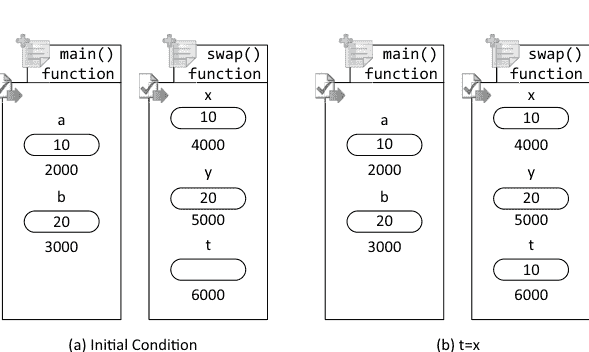 main()
function
a
10
2000
b
20
3000
swap()
function
x
10
4000
y
20
5000
t
6000
(a) Initial Condition
main()
function
a
10
2000
b
20
3000
swap()
function
x
10
4000
y
20
5000
t
10
6000
(b) t=x